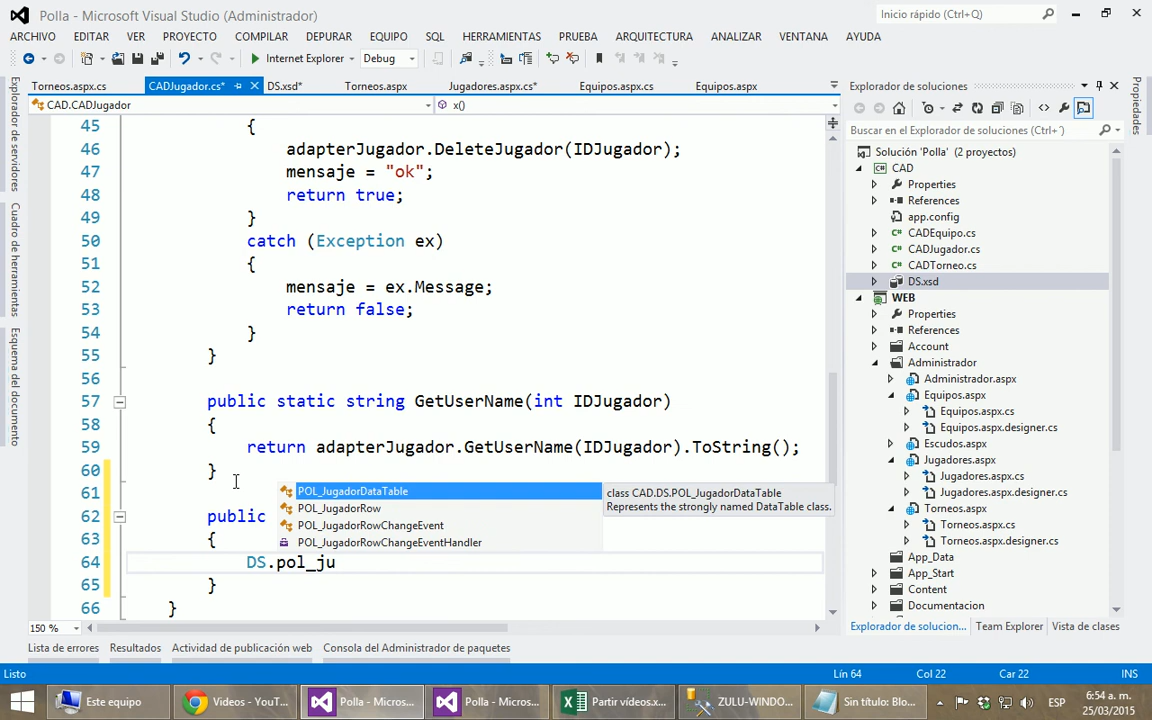 Polla - Microsoft Visual Studio (Administrador)
Inicio rápido (Ctrl+Q)
ARCHIVO EDITAR VER PROYECTO COMPILAR DEPURAR EQUIPO SQL HERRAMIENTAS PRUEBA ARQUITECTURA ANALIZAR VENTANA AYUDA
Internet Explorer Debug
Torneos.aspx.cs CADJugador.cs* DS.xsd* Torneos.aspx Jugadores.aspx.cs* Equipos.aspx.cs Equipos.aspx
CAD.CADJugador x()
Explorador de servidores
Cuadro de herramientas
Esquema del documento
45 {
46 adapterJugador.DeleteJugador(IDJugador);
47 mensaje = "ok";
48 return true;
49 }
50 catch (Exception ex)
51 {
52 mensaje = ex.Message;
53 return false;
54 }
55 }
56
57 public static string GetUserName(int IDJugador)
58 {
59 return adapterJugador.GetUserName(IDJugador).ToString();
60 }
61
62 public
63 {
64 DS.pol_ju
65 }
66 }
POL_JugadorDataTable
POL_JugadorRow
POL_JugadorRowChangeEvent
POL_JugadorRowChangeEventHandler
class CAD.DS.POL_JugadorDataTable
Represents the strongly named DataTable class.
150 %
Explorador de soluciones
Buscar en el Explorador de soluciones (Ctrl+´)
Solución 'Polla' (2 proyectos)
CAD
Properties
References
app.config
CADEquipo.cs
CADJugador.cs
CADTorneo.cs
DS.xsd
WEB
Properties
References
Account
Administrador
Administrador.aspx
Equipos.aspx
Equipos.aspx.cs
Equipos.aspx.designer.cs
Escudos.aspx
Jugadores.aspx
Jugadores.aspx.cs
Jugadores.aspx.designer.cs
Torneos.aspx
Torneos.aspx.cs
Torneos.aspx.designer.cs
App_Data
App_Start
Content
Documentacion
Explorador de solucion... Team Explorer Vista de clases
Propiedades
Lista de errores Resultados Actividad de publicación web Consola del Administrador de paquetes
Listo Lín 64 Col 22 Car 22 INS
Este equipo Videos - YouT... Polla - Micros... Polla - Micros... Partir vídeos.x... ZULU-WINDO... Sin título: Blo... ESP
6:54 a. m.
25/03/2015